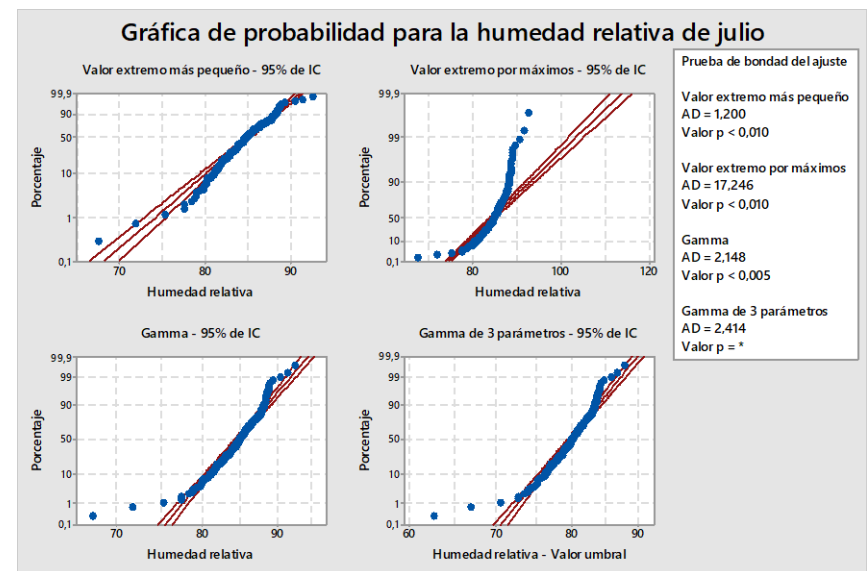 Gráfica de probabilidad para la humedad relativa de julio
Valor extremo más pequeño - 95% de IC
99,9
90
50
10
1
0,1
Porcentaje
70
80
90
Humedad relativa
Valor extremo por máximos - 95% de IC
99,9
99
90
50
10
0,1
Porcentaje
80
100
120
Humedad relativa
Gamma - 95% de IC
99,9
99
90
50
10
1
0,1
Porcentaje
70
80
90
Humedad relativa
Gamma de 3 parámetros - 95% de IC
99,9
99
90
50
10
1
0,1
Porcentaje
60
70
80
90
Humedad relativa - Valor umbral
Prueba de bondad del ajuste
Valor extremo más pequeño
AD = 1,200
Valor p < 0,010
Valor extremo por máximos
AD = 17,246
Valor p < 0,010
Gamma
AD = 2,148
Valor p < 0,005
Gamma de 3 parámetros
AD = 2,414
Valor p = *